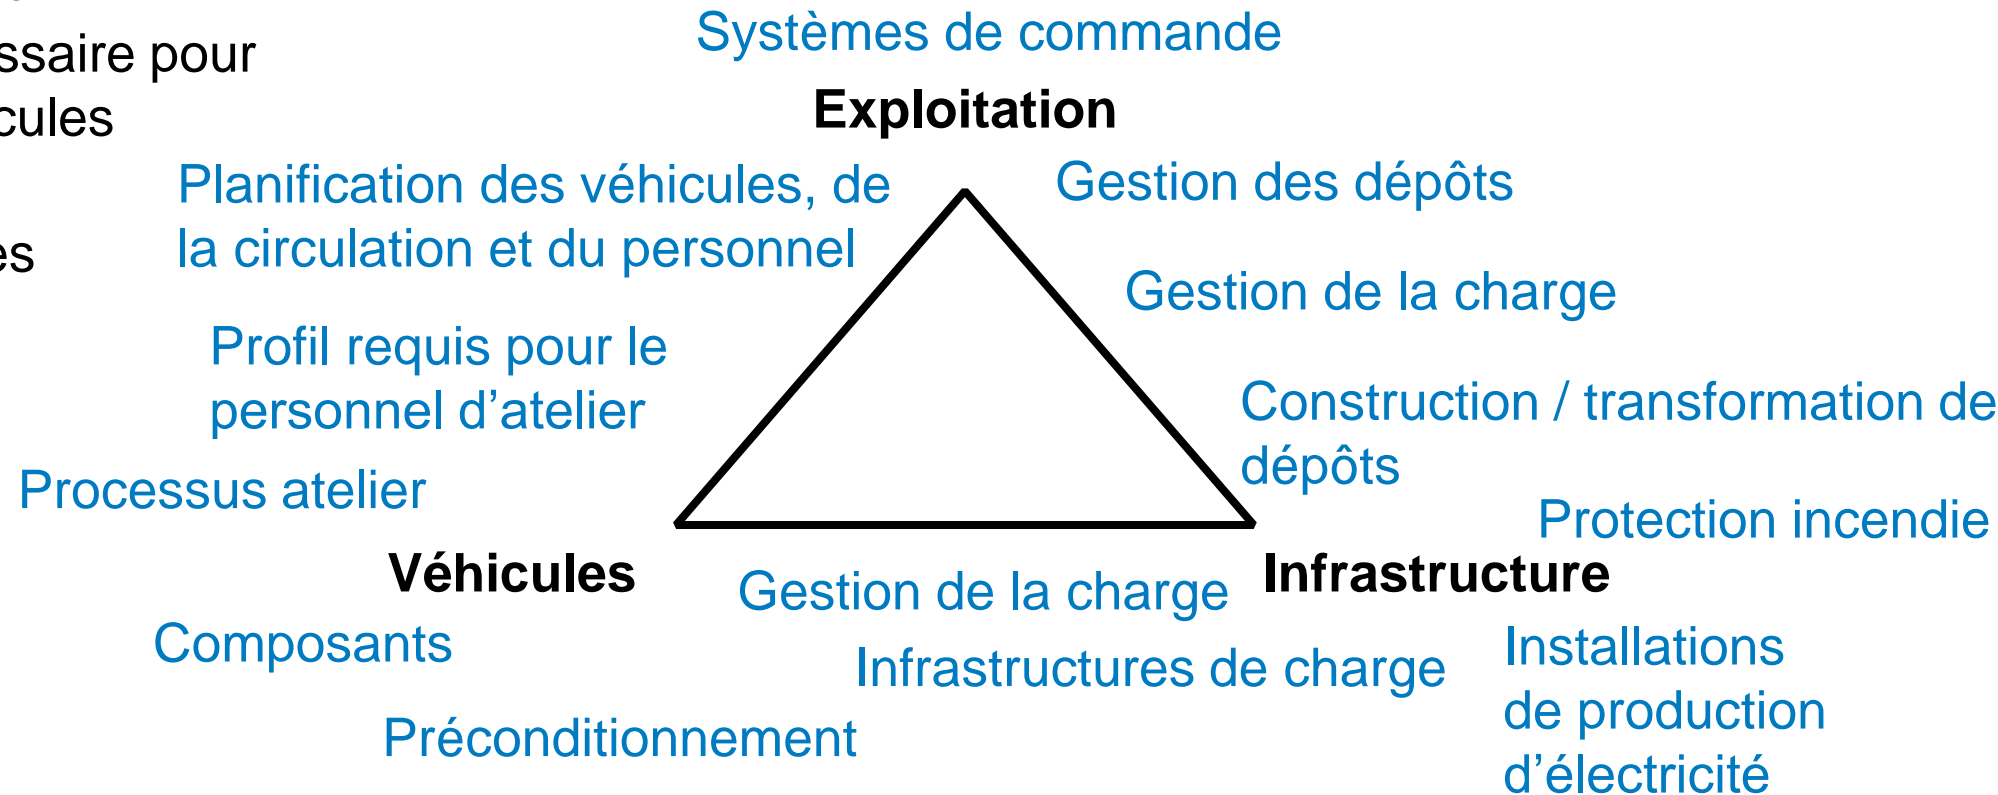 Systèmes de commande
ssaire pour
Exploitation
cules
Planification des véhicules, de
la circulation et du personnel
Gestion des dépôts
es
Gestion de la charge
Profil requis pour le
personnel d’atelier
Construction / transformation de
dépôts
Processus atelier
Protection incendie
Véhicules
Gestion de la charge
Infrastructure
Composants
Infrastructures de charge
Installations
de production
d’électricité
Préconditionnement